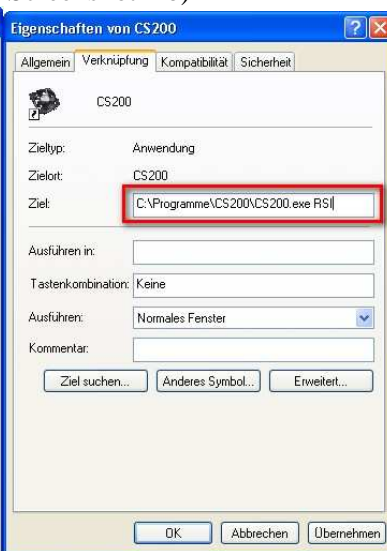 Eigenschaften von CS200
Allgemein Verknüpfung Kompatibilität Sicherheit
CS200
Zieltyp: Anwendung
Zielort: CS200
Ziel: C:\Programme\CS200\CS200.exe RSI
Ausführen in:
Tastenkombination: Keine
Ausführen: Normales Fenster
Kommentar:
Ziel suchen... Anderes Symbol... Erweitert...
OK Abbrechen Übernehmen